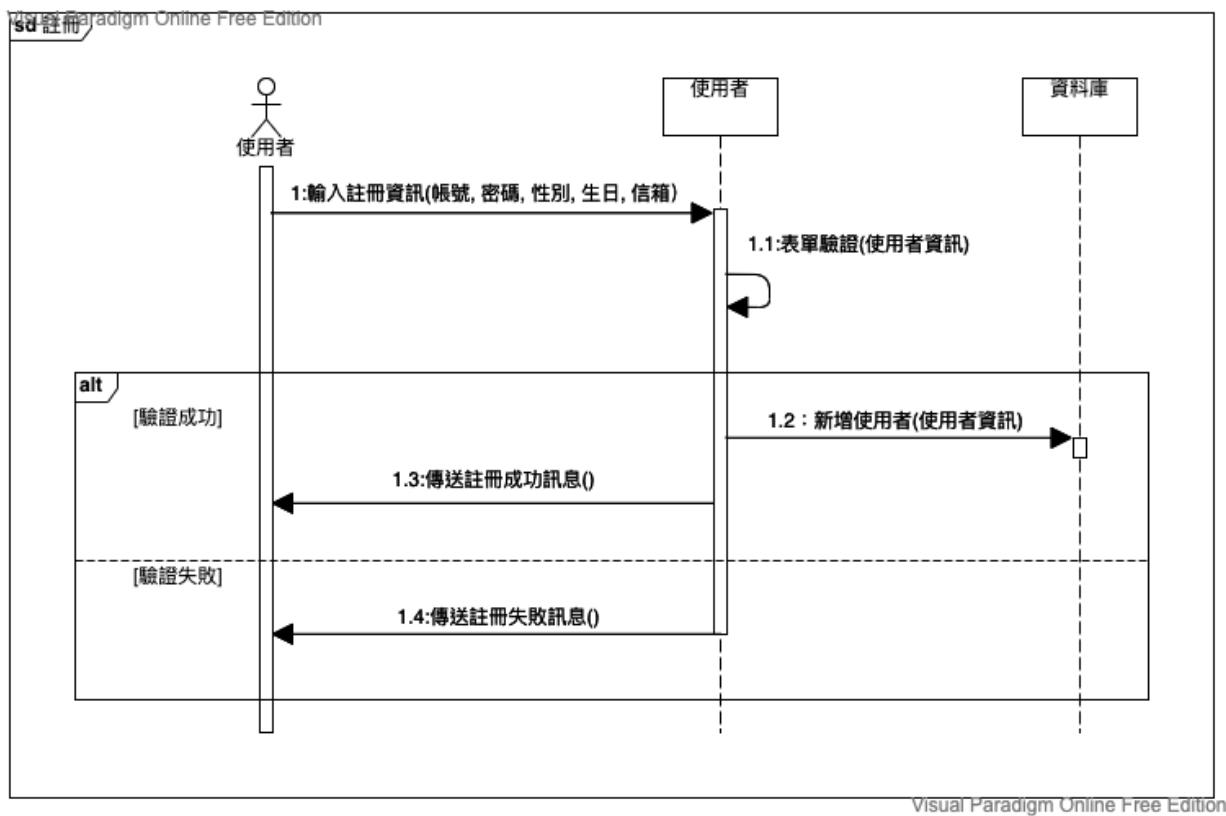 Visual Paradigm Online Free Edition
sd 註冊
使用者
使用者
資料庫
1:輸入註冊資訊(帳號, 密碼, 性別, 生日, 信箱)
1.1:表單驗證(使用者資訊)
alt
[驗證成功]
1.2：新增使用者(使用者資訊)
1.3:傳送註冊成功訊息()
[驗證失敗]
1.4:傳送註冊失敗訊息()
Visual Paradigm Online Free Edition